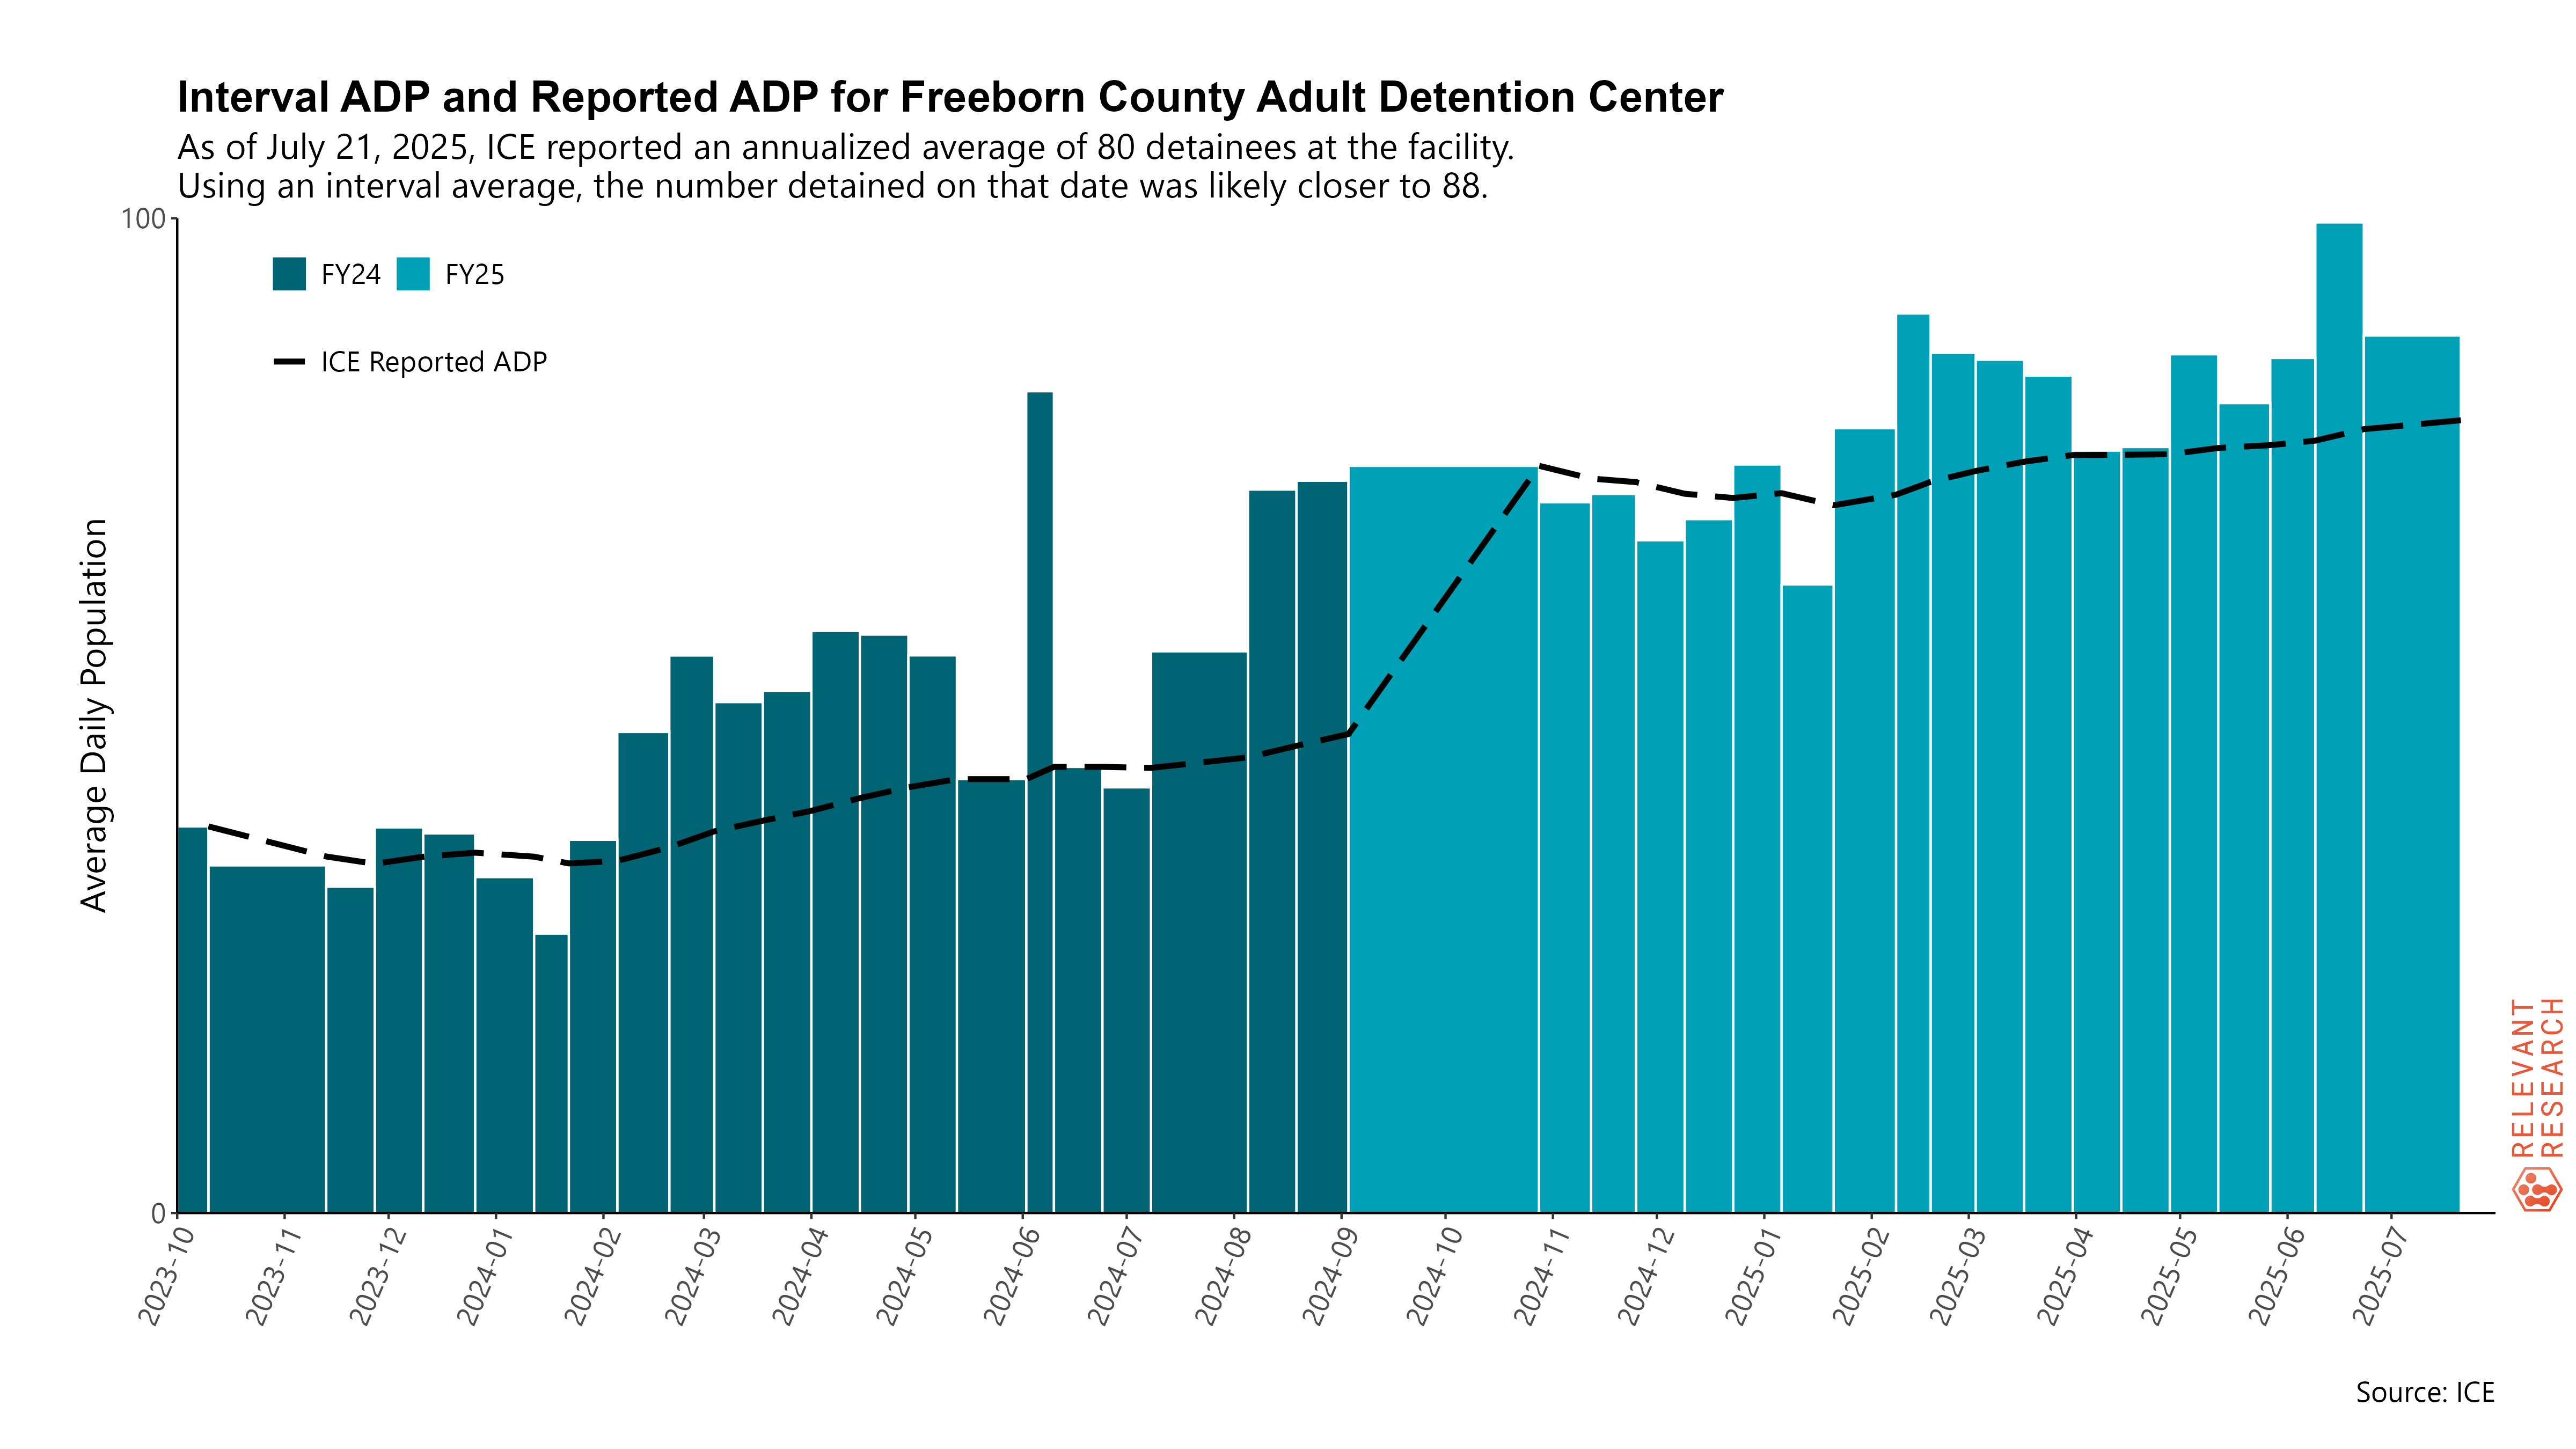 Interval ADP and Reported ADP for Freeborn County Adult Detention Center
As of July 21, 2025, ICE reported an annualized average of 80 detainees at the facility.
Using an interval average, the number detained on that date was likely closer to 88.
100
FY24 FY25
ICE Reported ADP
Average Daily Population
0
2023-10 2023-11 2023-12 2024-01 2024-02 2024-03 2024-04 2024-05 2024-06 2024-07 2024-08 2024-09 2024-10 2024-11 2024-12 2025-01 2025-02 2025-03 2025-04 2025-05 2025-06 2025-07
RELEVANT
RESEARCH
Source: ICE